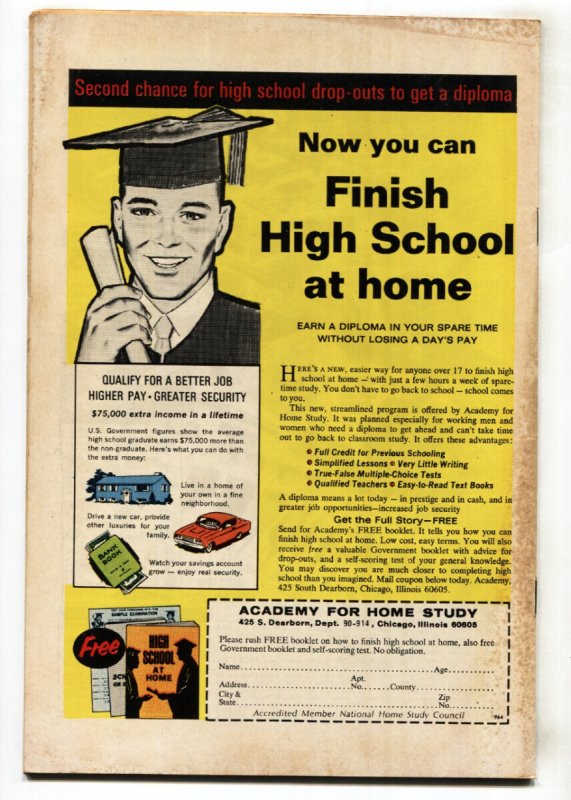 Second chance for high school drop-outs to get a diploma
Now you can
Finish
High School
at home
EARN A DIPLOMA IN YOUR SPARE TIME
WITHOUT LOSING A DAY'S PAY
HERE'S A NEW, easier way for anyone over 17 to finish high
school at home — with just a few hours a week of spare-
time study. You don't have to go back to school — school comes
to you.
This new, streamlined program is offered by Academy for
Home Study. It was planned especially for working men and
women who need a diploma to get ahead and can't take time
out to go back to classroom study. It offers these advantages:
• Full Credit for Previous Schooling
• Simplified Lessons • Very Little Writing
• True-False Multiple-Choice Tests
• Qualified Teachers • Easy-to-Read Text Books
A diploma means a lot today — in prestige and in cash, and in
greater job opportunities—increased job security
Get the Full Story—FREE
Send for Academy's FREE booklet. It tells you how you can
finish high school at home. Low cost, easy terms. You will also
receive free a valuable Government booklet with advice for
drop-outs, and a self-scoring test of your general knowledge.
You may discover you are much closer to completing high
school than you imagined. Mail coupon below today. Academy,
425 South Dearborn, Chicago, Illinois 60605.
QUALIFY FOR A BETTER JOB
HIGHER PAY • GREATER SECURITY
$75,000 extra income in a lifetime
U.S. Government figures show the average
high school graduate earns $75,000 more than
the non-graduate. Here's what you can do with
the extra money:
Live in a home of
your own in a fine
neighborhood.
Drive a new car, provide
other luxuries for your
family.
BANK
BOOK
Watch your savings account
grow — enjoy real security.
Free
SAMPLE EXAMINATION
HIGH
SCHOOL
AT
HOME
ACADEMY FOR HOME STUDY
425 S. Dearborn, Dept. 90-914, Chicago, Illinois 60605
Please rush FREE booklet on how to finish high school at home, also free
Government booklet and self-scoring test. No obligation.
Name Age
Address Apt. No. County
City &
State Zip No.
Accredited Member National Home Study Council 964